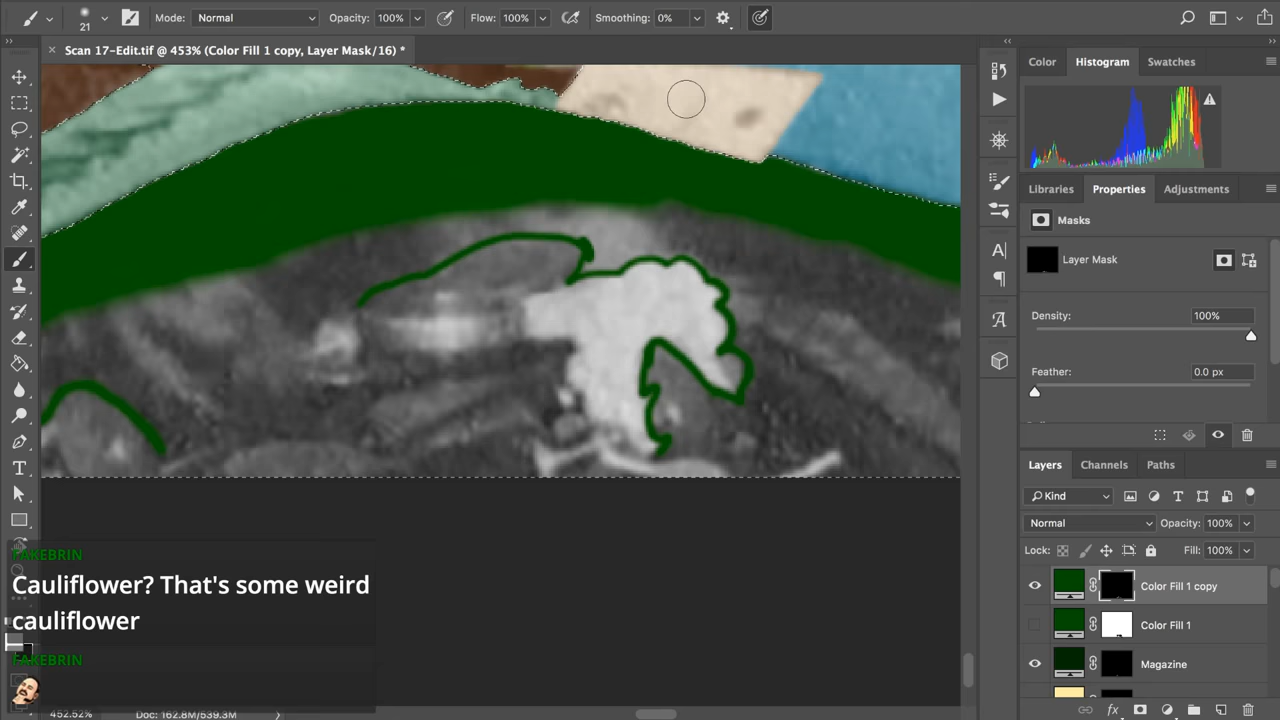 21
Mode:
Normal
Opacity:
100%
Flow:
100%
Smoothing:
0%
Scan 17-Edit.tif @ 453% (Color Fill 1 copy, Layer Mask/16) *
Color
Histogram
Swatches
Libraries
Properties
Adjustments
Masks
Layer Mask
Density:
100%
Feather:
0.0 px
Layers
Channels
Paths
Kind
Normal
Opacity:
100%
Lock:
Fill:
100%
Color Fill 1 copy
Color Fill 1
Magazine
FAKEBRIN
Cauliflower? That's some weird
cauliflower
FAKEBRIN
452.52%
Doc: 162.8M/539.3M